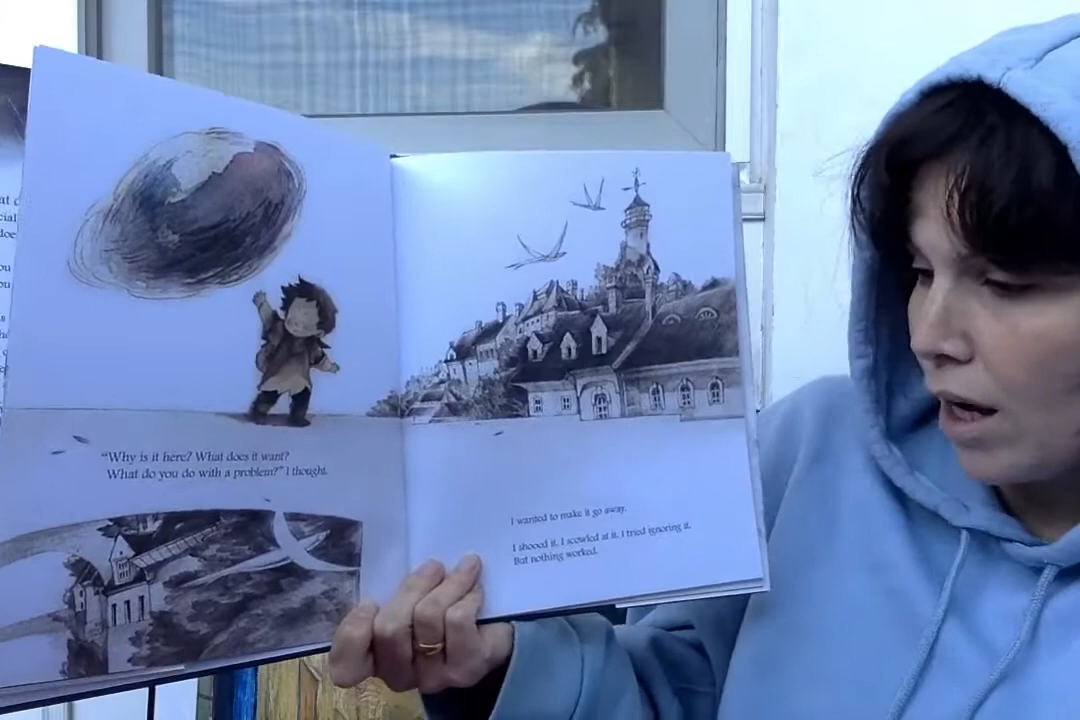 “Why is it here? What does it want?
What do you do with a problem?” I thought.
I wanted to make it go away.
I shooed it. I scowled at it. I tried ignoring it.
But nothing worked.